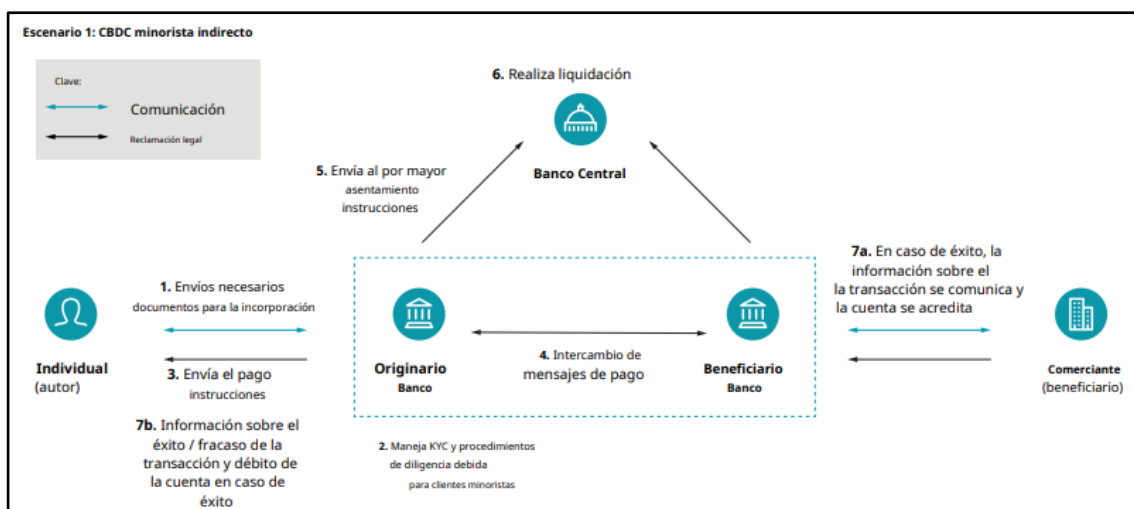 Escenario 1: CBDC minorista indirecto
Clave:
Comunicación
Reclamación legal
6. Realiza liquidación
Banco Central
5. Envía al por mayor
asentamiento
instrucciones
1. Envíos necesarios
documentos para la incorporación
Individual
(autor)
3. Envía el pago
instrucciones
7b. Información sobre el
éxito / fracaso de la
transacción y débito de
la cuenta en caso de
éxito
Originario
Banco
4. Intercambio de
mensajes de pago
Beneficiario
Banco
2. Maneja KYC y procedimientos
de diligencia debida
para clientes minoristas
7a. En caso de éxito, la
información sobre el
la transacción se comunica y
la cuenta se acredita
Comerciante
(beneficiario)